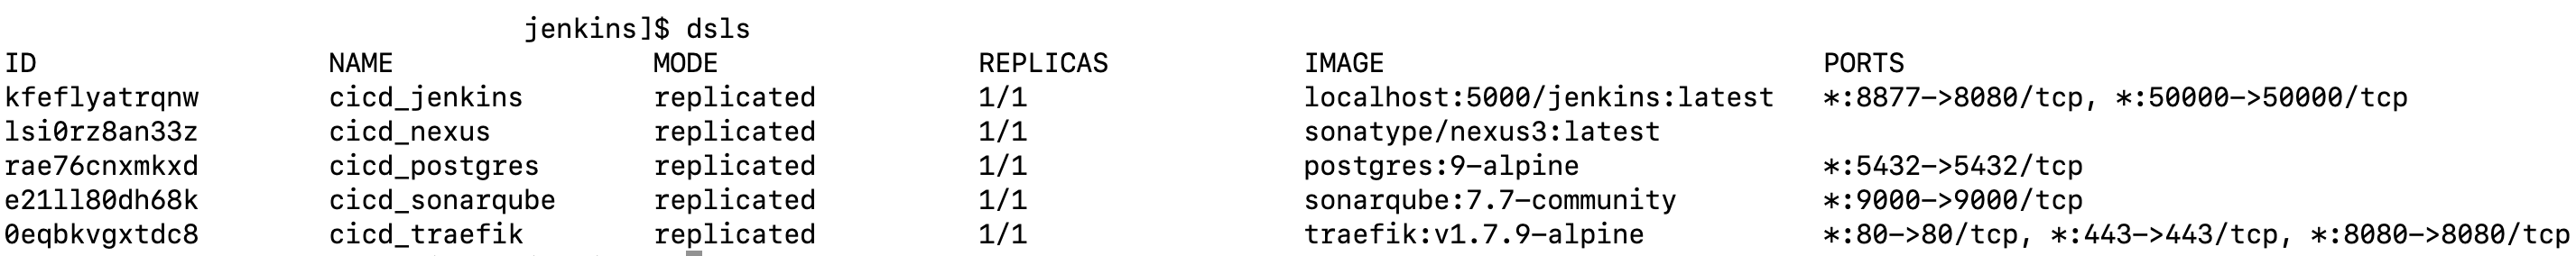 jenkins]$ dsls
ID NAME MODE REPLICAS IMAGE PORTS
kfeflyatrqnw cicd_jenkins replicated 1/1 localhost:5000/jenkins:latest *:8877->8080/tcp, *:50000->50000/tcp
lsi0rz8an33z cicd_nexus replicated 1/1 sonatype/nexus3:latest
rae76cnxmkxd cicd_postgres replicated 1/1 postgres:9-alpine *:5432->5432/tcp
e21ll80dh68k cicd_sonarqube replicated 1/1 sonarqube:7.7-community *:9000->9000/tcp
0eqbkvgxtdc8 cicd_traefik replicated 1/1 traefik:v1.7.9-alpine *:80->80/tcp, *:443->443/tcp, *:8080->8080/tcp